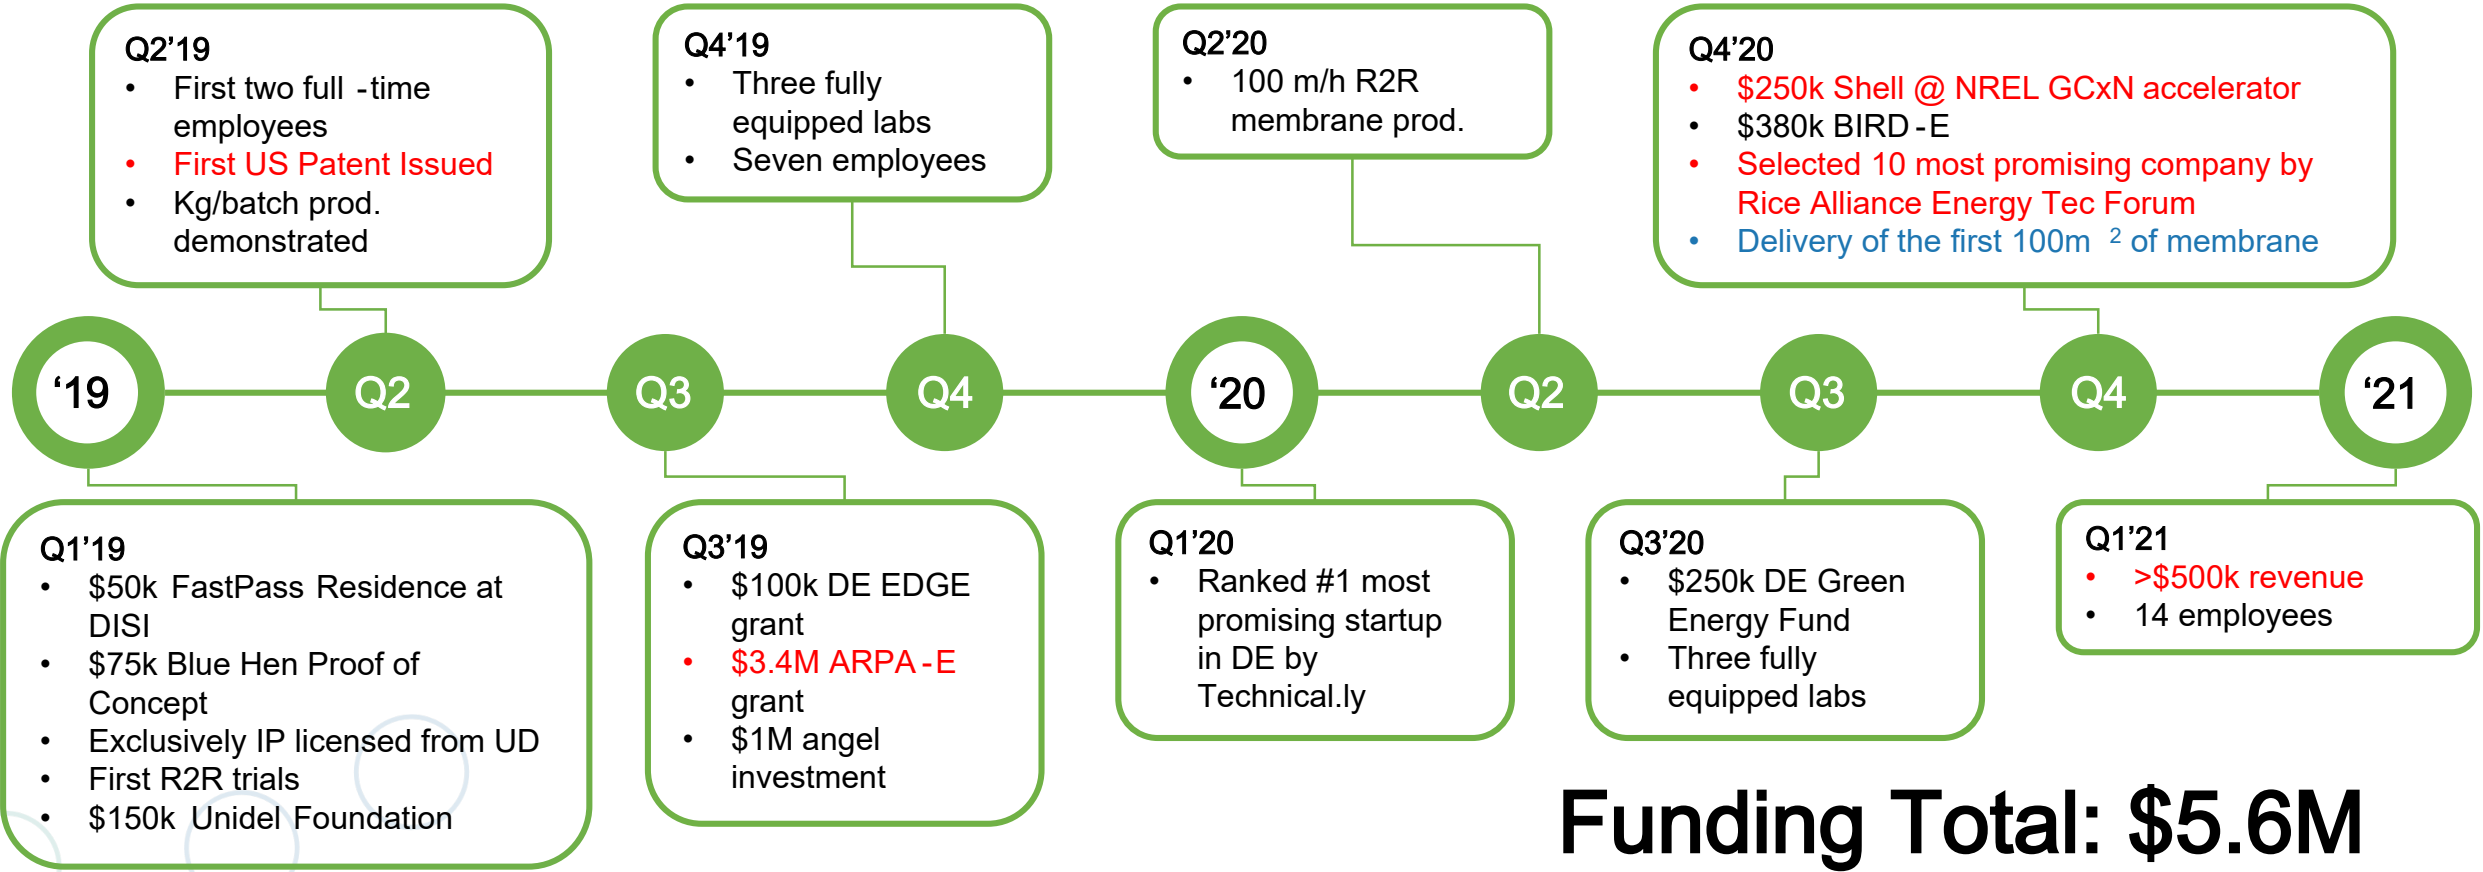 Q2’19
• First two full -time
employees
• First US Patent Issued
• Kg/batch prod.
demonstrated
Q4’19
• Three fully
equipped labs
• Seven employees
Q2’20
• 100 m/h R2R
membrane prod.
Q4’20
• $250k Shell @ NREL GCxN accelerator
• $380k BIRD -E
• Selected 10 most promising company by
Rice Alliance Energy Tec Forum
• Delivery of the first 100m ² of membrane
‘19
Q2
Q3
Q4
‘20
Q2
Q3
Q4
‘21
Q1’19
• $50k FastPass Residence at
DISI
• $75k Blue Hen Proof of
Concept
• Exclusively IP licensed from UD
• First R2R trials
• $150k Unidel Foundation
Q3’19
• $100k DE EDGE
grant
• $3.4M ARPA -E
grant
• $1M angel
investment
Q1’20
• Ranked #1 most
promising startup
in DE by
Technical.ly
Q3’20
• $250k DE Green
Energy Fund
• Three fully
equipped labs
Q1’21
• >$500k revenue
• 14 employees
Funding Total: $5.6M